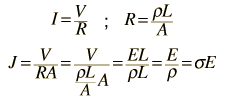 I = V/R ; R = ρL/A
J = V/RA = V/(ρL/A A) = EL/ρL = E/ρ = σE